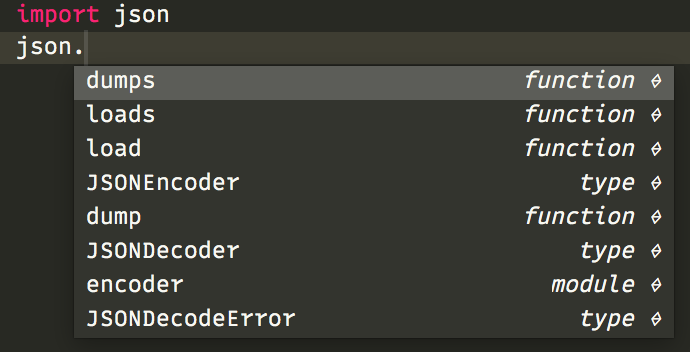 import json
json.
dumps function
loads function
load function
JSONEncoder type
dump function
JSONDecoder type
encoder module
JSONDecodeError type